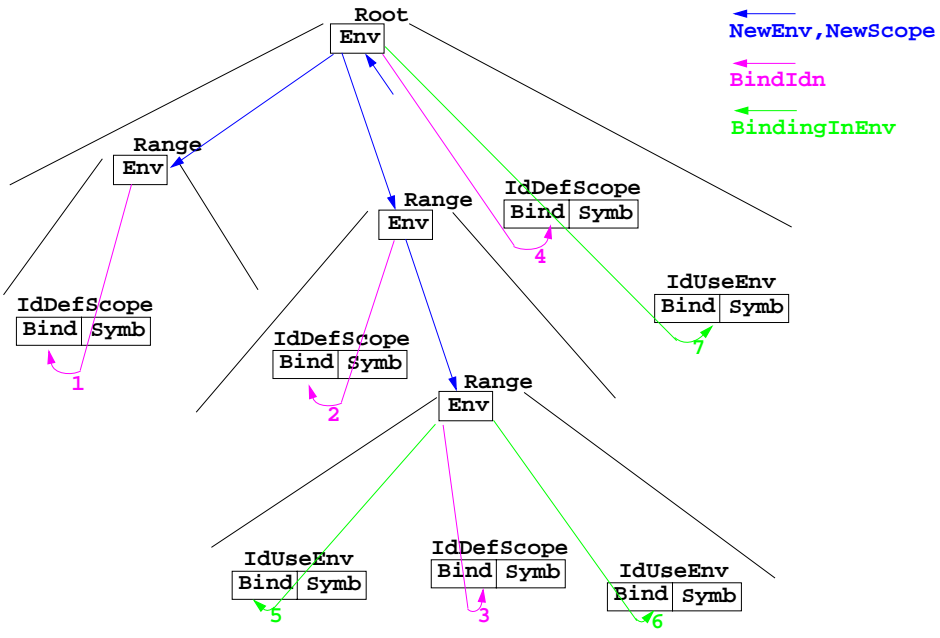 Root
Env
NewEnv,NewScope
BindIdn
BindingInEnv
Range
Env
Range
Env
IdDefScope
Bind Symb
4
IdUseEnv
Bind Symb
7
IdDefScope
Bind Symb
1
IdDefScope
Bind Symb
2
Range
Env
IdUseEnv
Bind Symb
5
IdDefScope
Bind Symb
3
IdUseEnv
Bind Symb
6